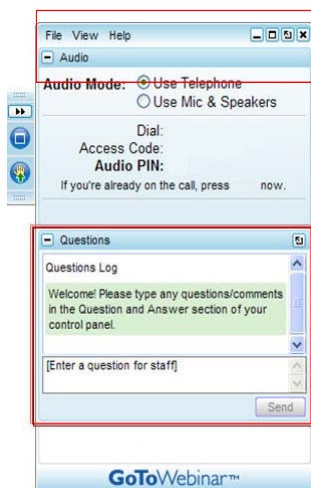 File View Help
Audio
Audio Mode: Use Telephone
Use Mic & Speakers
Dial:
Access Code:
Audio PIN:
If you're already on the call, press now.
Questions
Questions Log
Welcome! Please type any questions/comments
in the Question and Answer section of your
control panel.
[Enter a question for staff]
Send
GoToWebinar™